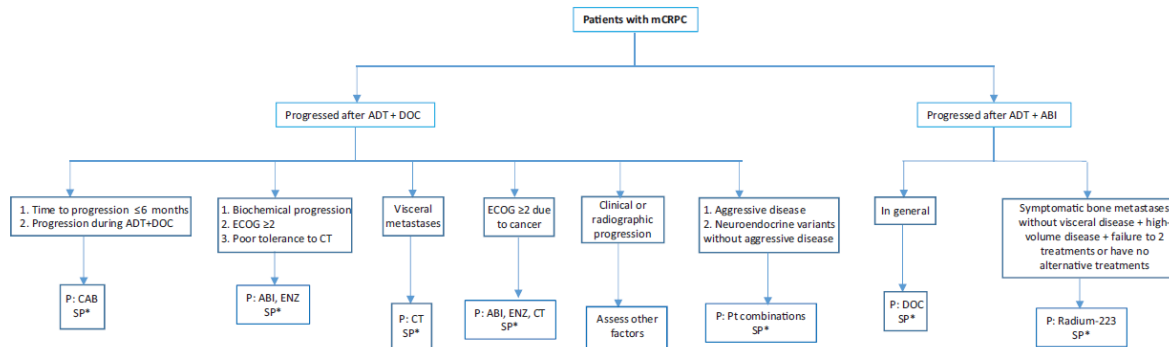 Patients with mCRPC
Progressed after ADT + DOC
Progressed after ADT + ABI
1. Time to progression ≤6 months
2. Progression during ADT+DOC
1. Biochemical progression
2. ECOG ≥2
3. Poor tolerance to CT
Visceral
metastases
ECOG ≥2 due
to cancer
Clinical or
radiographic
progression
1. Aggressive disease
2. Neuroendocrine variants
without aggressive disease
In general
Symptomatic bone metastases
without visceral disease + high-
volume disease + failure to 2
treatments or have no
alternative treatments
P: CAB
SP*
P: ABI, ENZ
SP*
P: CT
SP*
P: ABI, ENZ, CT
SP*
Assess other
factors
P: Pt combinations
SP*
P: DOC
SP*
P: Radium-223
SP*